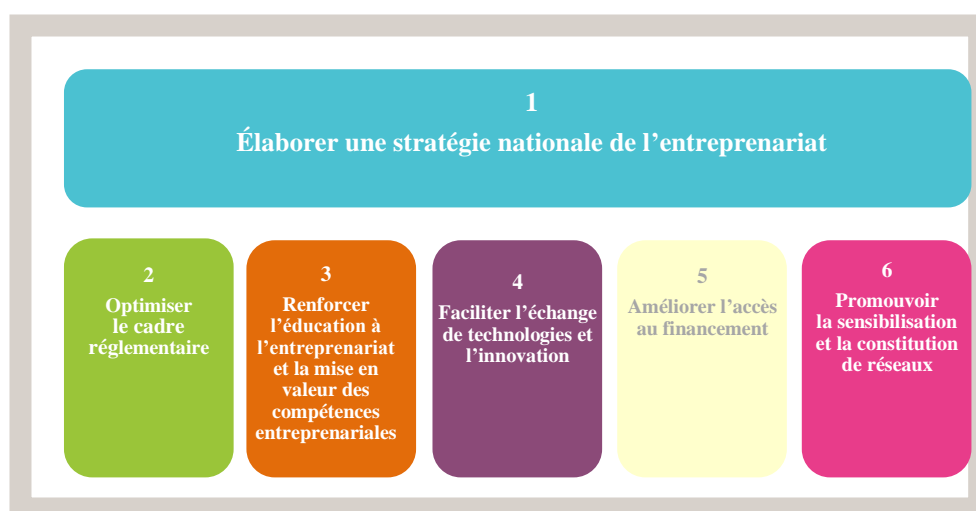 1
Élaborer une stratégie nationale de l’entreprenariat
2
Optimiser
le cadre
réglementaire
3
Renforcer
l’éducation à
l’entreprenariat
et la mise en
valeur des
compétences
entreprenariales
4
Faciliter l’échange
de technologies et
l’innovation
5
Améliorer l’accès
au financement
6
Promouvoir
la sensibilisation
et la constitution
de réseaux